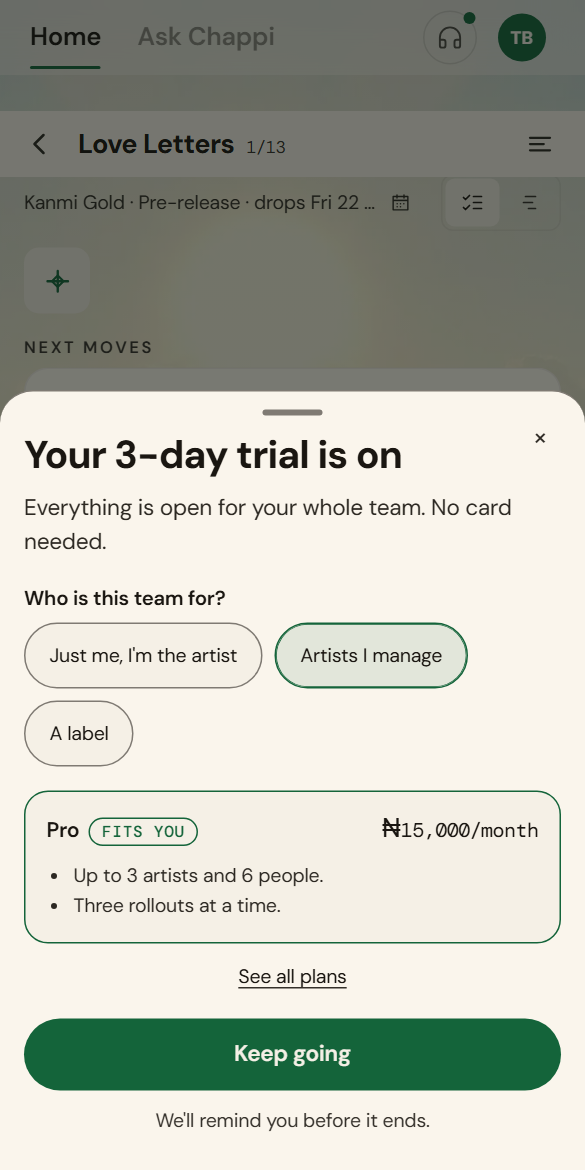 Home Ask Chappi TB
Love Letters 1/13
Kanmi Gold · Pre-release · drops Fri 22 ...
NEXT MOVES
Your 3-day trial is on ×
Everything is open for your whole team. No card
needed.
Who is this team for?
Just me, I'm the artist Artists I manage
A label
Pro FITS YOU ₦15,000/month
• Up to 3 artists and 6 people.
• Three rollouts at a time.
See all plans
Keep going
We'll remind you before it ends.